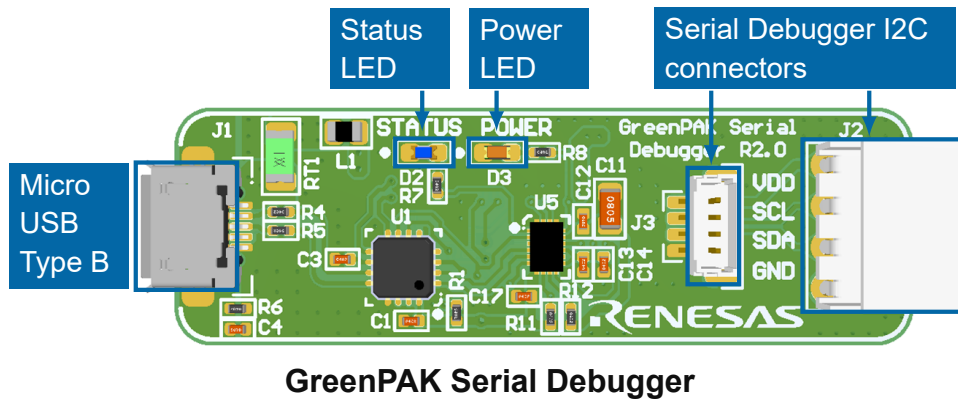 Status
LED
Power
LED
Serial Debugger I2C
connectors
Micro
USB
Type B
J1
RT1
L1
STATUS
POWER
D2
R7
D3
R8
GreenPAK Serial
Debugger R2.0
J2
C12
C11
0805
U5
J3
VDD
SCL
SDA
GND
R4
R5
U1
C3
R1
C13
C14
C17
R12
R11
R6
C4
C1
RENESAS
GreenPAK Serial Debugger